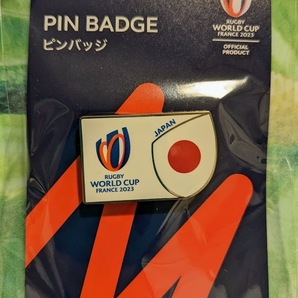 PIN BADGE
ピンバッジ
RUGBY
WORLD CUP
FRANCE 2023
OFFICIAL
PRODUCT
JAPAN
RUGBY
WORLD CUP
FRANCE 2023